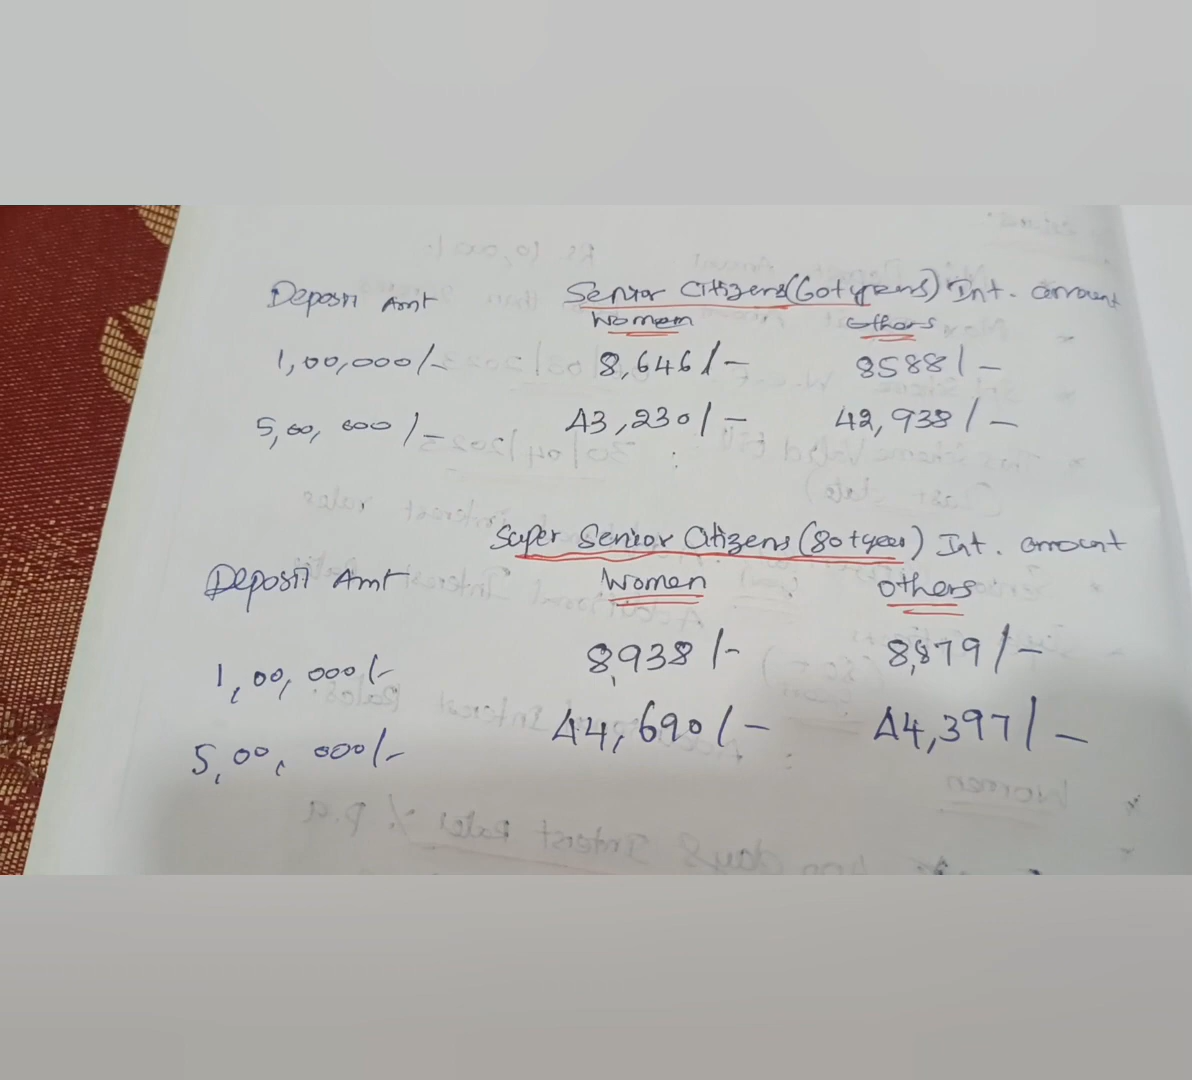 Deposit Amt Senior Citizens (60+years) Int. amount
Women others
1,00,000/- 8,646/- 8588/-
5,00,000/- 43,230/- 42,938/-
Super Senior Citizens (80+years) Int. amount
Deposit Amt Women others
1,00,000/- 8,938/- 8,879/-
5,00,000/- 44,690/- 44,397/-